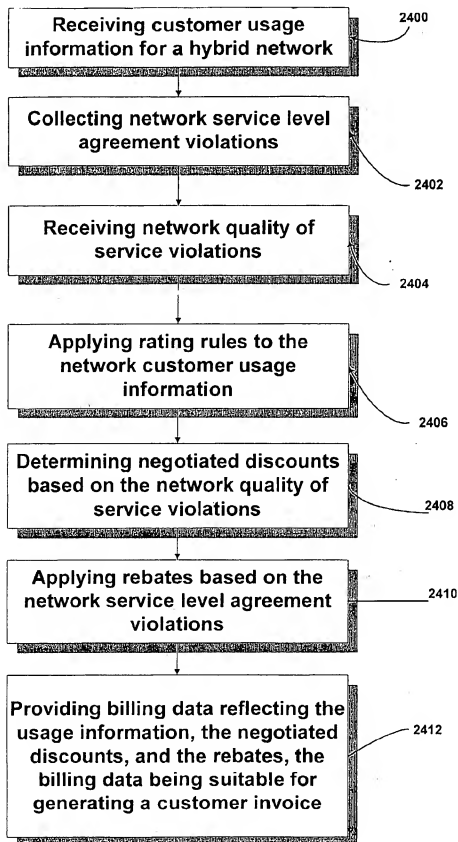 Receiving customer usage
information for a hybrid network
2400
Collecting network service level
agreement violations
2402
Receiving network quality of
service violations
2404
Applying rating rules to the
network customer usage
information
2406
Determining negotiated discounts
based on the network quality of
service violations
2408
Applying rebates based on the
network service level agreement
violations
2410
Providing billing data reflecting the
usage information, the negotiated
discounts, and the rebates, the
billing data being suitable for
generating a customer invoice
2412